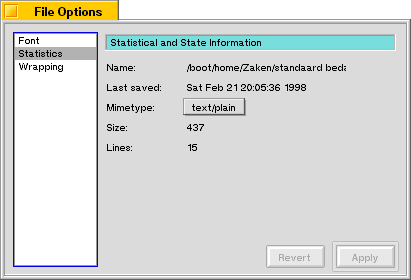 File Options
Font
Statistics
Wrapping
Statistical and State Information
Name: /boot/home/Zaken/standaard beda
Last saved: Sat Feb 21 20:05:36 1998
Mimetype: text/plain
Size: 437
Lines: 15
Revert Apply